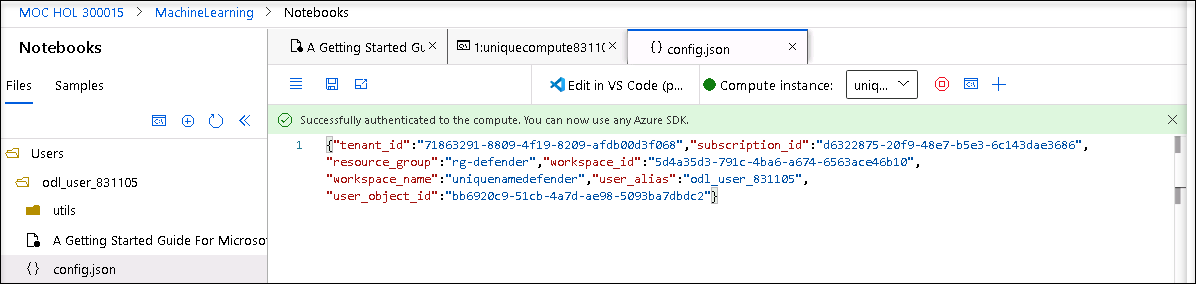 MOC HOL 300015 > MachineLearning > Notebooks
Notebooks
Files Samples
Users
odl_user_831105
utils
A Getting Started Guide For Microso
config.json
A Getting Started Gu × 1:uniquecompute83110 × {} config.json ×
Edit in VS Code (p... Compute instance: uniq...
Successfully authenticated to the compute. You can now use any Azure SDK.
1 {"tenant_id":"71863291-8809-4f19-8209-afdb00d3f068","subscription_id":"d6322875-20f9-48e7-b5e3-6c143dae3686",
"resource_group":"rg-defender","workspace_id":"5d4a35d3-791c-4ba6-a674-6563ace46b10",
"workspace_name":"uniquenamedefender","user_alias":"odl_user_831105",
"user_object_id":"bb6920c9-51cb-4a7d-ae98-5093ba7dbdc2"}